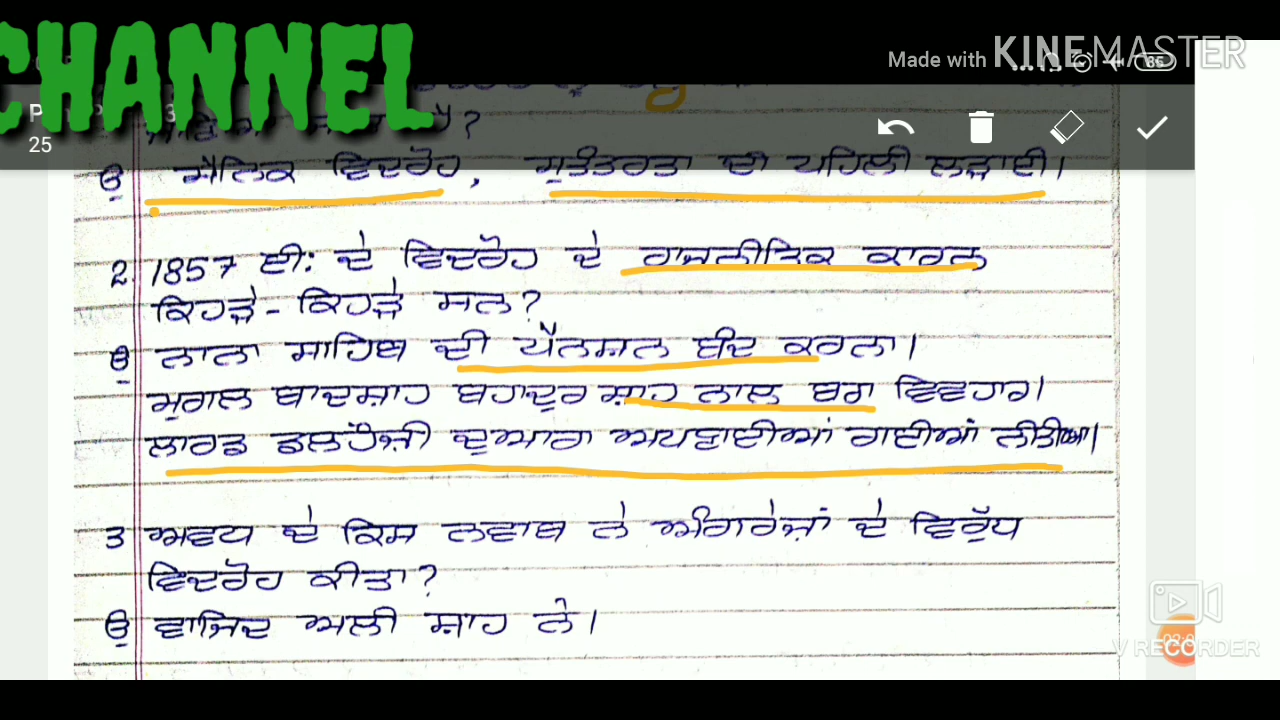 CHANNEL
Made with KINEMASTER
86
25
ਹੈ?
ਉ ਸੈਨਿਕ ਵਿਦਰੋਹ, ਸੁਤੰਤਰਤਾ ਦੀ ਪਹਿਲੀ ਲੜਾਈ।
2 1857 ਈ: ਦੇ ਵਿਦਰੋਹ ਦੇ ਰਾਜਨੀਤਿਕ ਕਾਰਨ
ਕਿਹੜੇ-ਕਿਹੜੇ ਸਨ?
ਉ ਨਾਨਾ ਸਾਹਿਬ ਦੀ ਪੈਨਸ਼ਨ ਬੰਦ ਕਰਨਾ।
ਮੁਗਲ ਬਾਦਸ਼ਾਹ ਬਹਾਦੁਰ ਸ਼ਾਹ ਨਾਲ ਬੁਰਾ ਵਿਵਹਾਰ।
ਲਾਰਡ ਡਲਹੌਜ਼ੀ ਦੁਆਰਾ ਅਪਣਾਈਆਂ ਗਈਆਂ ਨੀਤੀਆ।
3 ਅਵਧ ਦੇ ਕਿਸ ਨਵਾਬ ਨੇ ਅੰਗਰੇਜ਼ਾਂ ਦੇ ਵਿਰੁੱਧ
ਵਿਦਰੋਹ ਕੀਤਾ?
ਉ ਵਾਜਿਦ ਅਲੀ ਸ਼ਾਹ ਨੇ।
V RECORDER